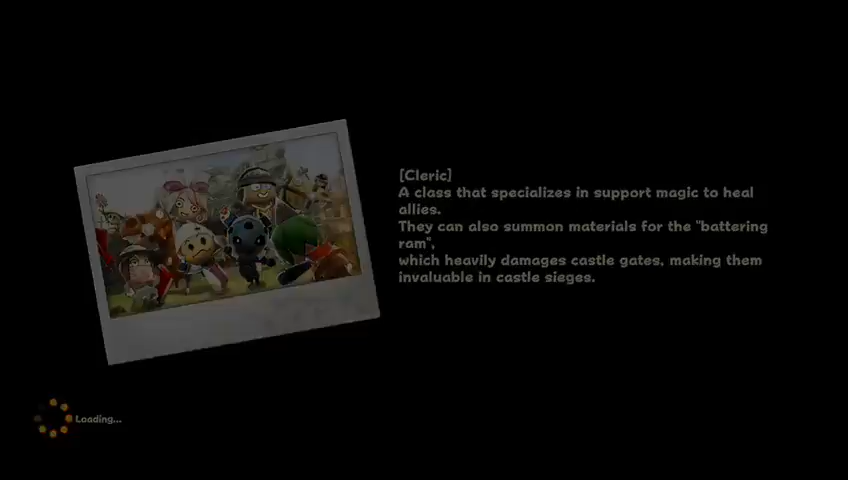 [Cleric]
A class that specializes in support magic to heal
allies.
They can also summon materials for the "battering
ram",
which heavily damages castle gates, making them
invaluable in castle sieges.
Loading...